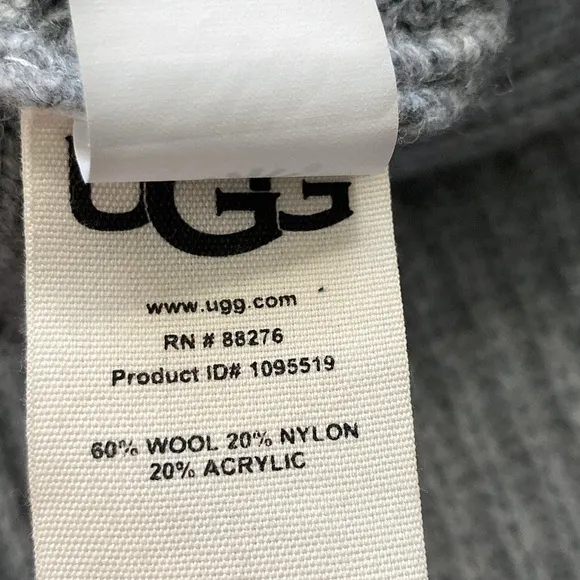 UGG
www.ugg.com
RN # 88276
Product ID# 1095519
60% WOOL 20% NYLON
20% ACRYLIC